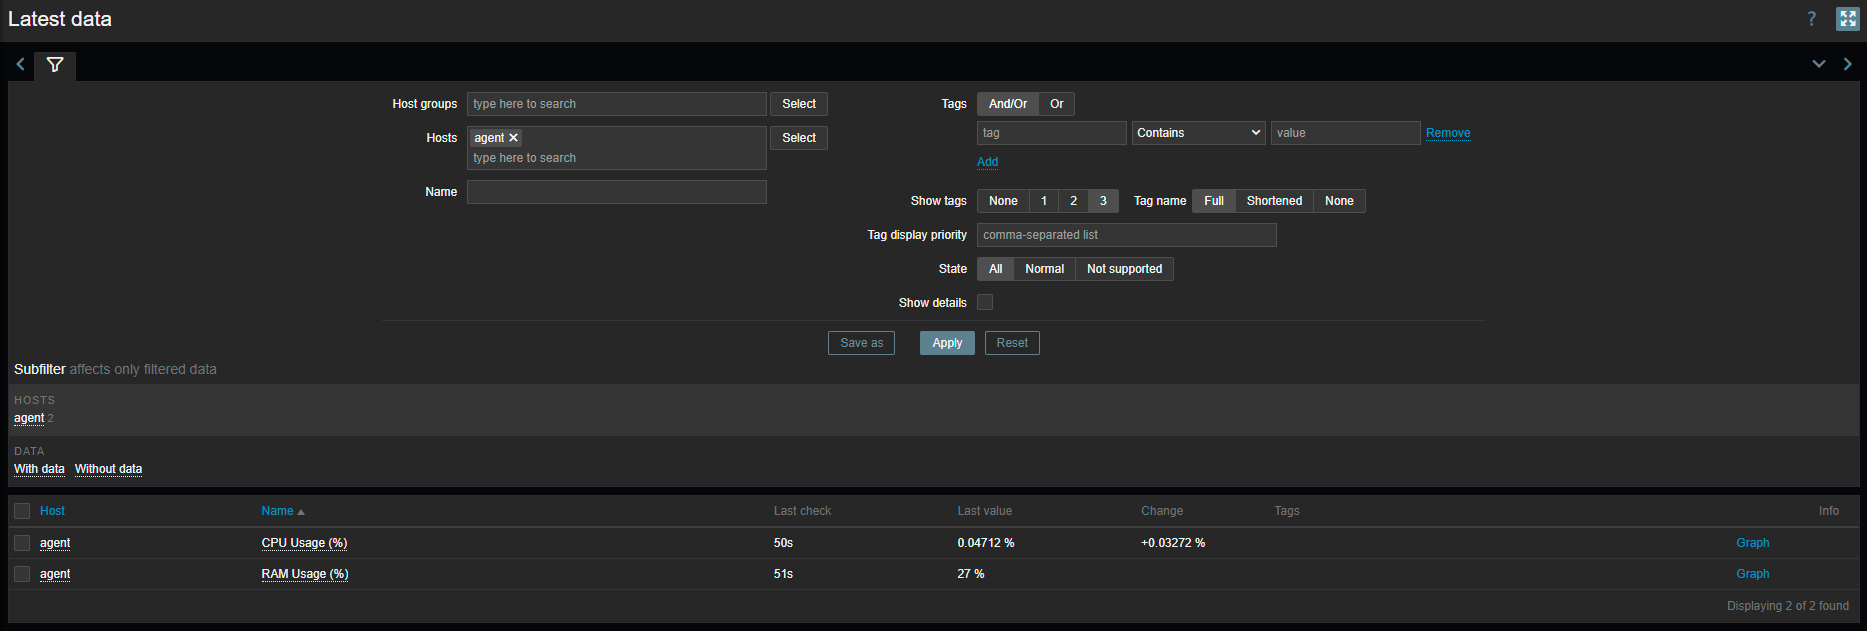 Latest data
?
Host groups type here to search Select
Hosts agent ✕ Select
type here to search
Name
Tags And/Or Or
tag Contains value Remove
Add
Show tags None 1 2 3 Tag name Full Shortened None
Tag display priority comma-separated list
State All Normal Not supported
Show details
Save as Apply Reset
Subfilter affects only filtered data
HOSTS
agent 2
DATA
With data Without data
Host Name ▲ Last check Last value Change Tags Info
agent CPU Usage (%) 50s 0.04712 % +0.03272 % Graph
agent RAM Usage (%) 51s 27 % Graph
Displaying 2 of 2 found